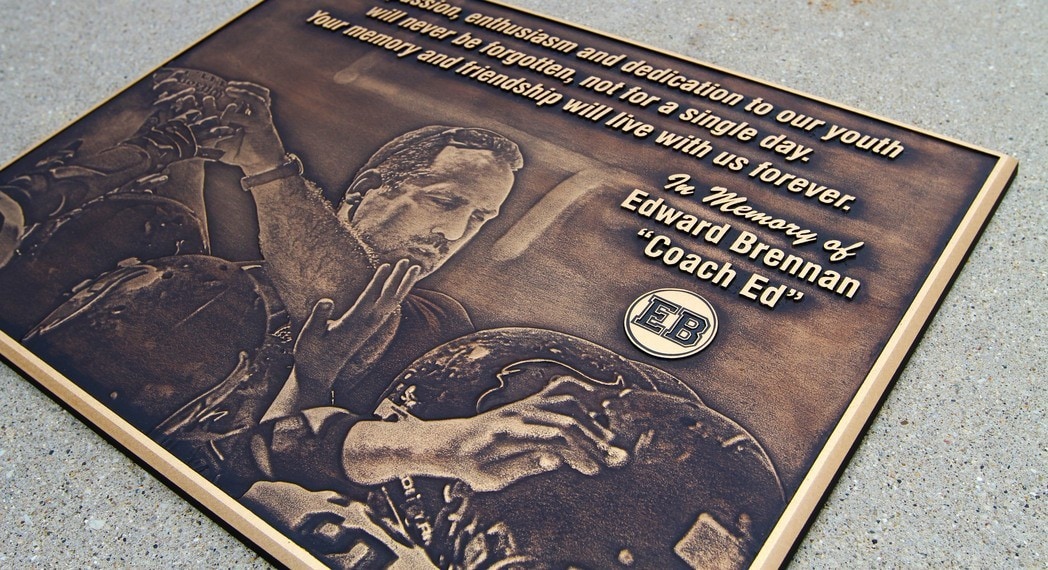 passion, enthusiasm and dedication to our youth
will never be forgotten, not for a single day.
Your memory and friendship will live with us forever.
In Memory of
Edward Brennan
“Coach Ed”
EB